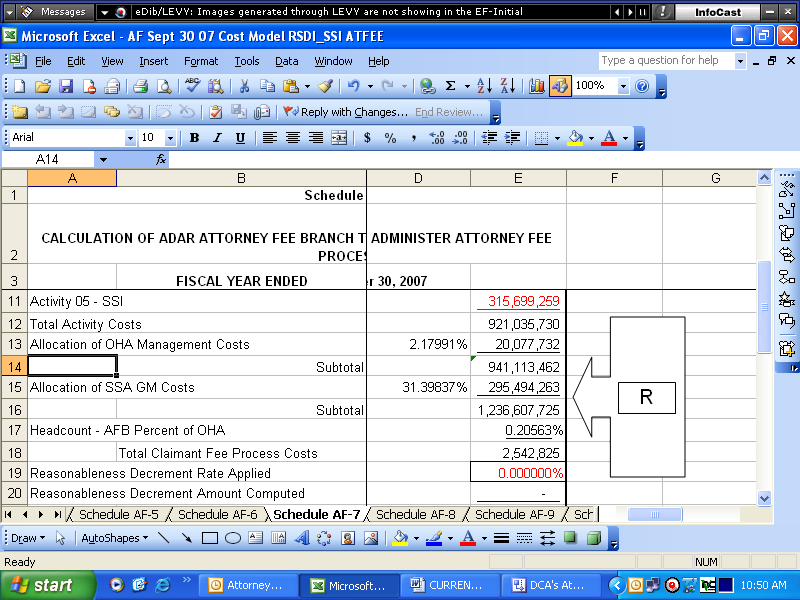 Messages eDib/LEVY: Images generated through LEVY are not showing in the EF-Initial InfoCast
Microsoft Excel - AF Sept 30 07 Cost Model RSDI_SSI ATFEE
File Edit View Insert Format Tools Data Window Help Type a question for help
100%
Reply with Changes... End Review...
Arial 10 B I U $ % , .00
A14 fx
A B D E F G
1 Schedule
2 CALCULATION OF ADAR ATTORNEY FEE BRANCH T ADMINISTER ATTORNEY FEE
PROCES
3 FISCAL YEAR ENDED r 30, 2007
11 Activity 05 - SSI 315,699,259
12 Total Activity Costs 921,035,730
13 Allocation of OHA Management Costs 2.17991% 20,077,732
14 Subtotal 941,113,462
15 Allocation of SSA GM Costs 31.39837% 295,494,263
R
16 Subtotal 1,236,607,725
17 Headcount - AFB Percent of OHA 0.20563%
18 Total Claimant Fee Process Costs 2,542,825
19 Reasonableness Decrement Rate Applied 0.000000%
20 Reasonableness Decrement Amount Computed -
Schedule AF-5 Schedule AF-6 Schedule AF-7 Schedule AF-8 Schedule AF-9 Sch
Draw AutoShapes A A
Ready NUM
start Attorney... Microsoft... CURREN... DCA's At... 10:50 AM